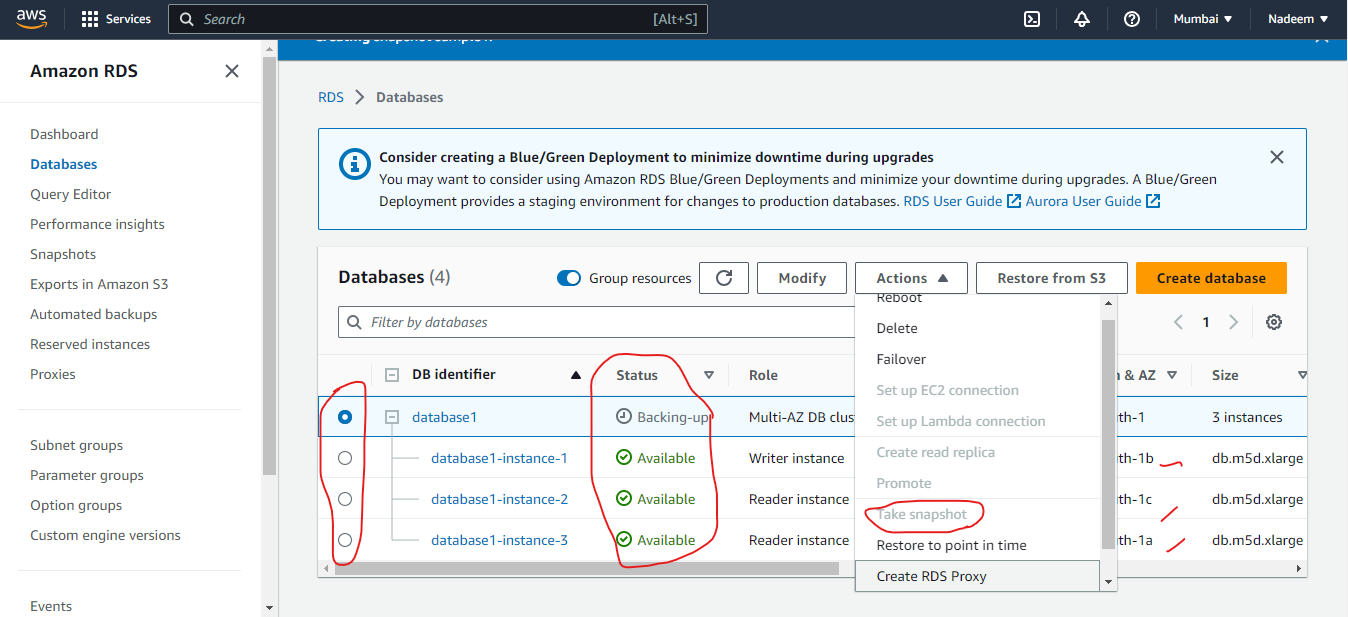 aws Services Search [Alt+S] Mumbai ▼ Nadeem ▼
Amazon RDS
Dashboard
Databases
Query Editor
Performance insights
Snapshots
Exports in Amazon S3
Automated backups
Reserved instances
Proxies
Subnet groups
Parameter groups
Option groups
Custom engine versions
Events
RDS > Databases
Consider creating a Blue/Green Deployment to minimize downtime during upgrades
You may want to consider using Amazon RDS Blue/Green Deployments and minimize your downtime during upgrades. A Blue/Green
Deployment provides a staging environment for changes to production databases. RDS User Guide Aurora User Guide
Databases (4) Group resources Modify Actions ▲ Restore from S3 Create database
Filter by databases 1
DB identifier ▲ Status Role & AZ Size
database1 Backing-up Multi-AZ DB clus th-1 3 instances
database1-instance-1 Available Writer instance th-1b db.m5d.xlarge
database1-instance-2 Available Reader instance th-1c db.m5d.xlarge
database1-instance-3 Available Reader instance th-1a db.m5d.xlarge
Reboot
Delete
Failover
Set up EC2 connection
Set up Lambda connection
Create read replica
Promote
Take snapshot
Restore to point in time
Create RDS Proxy